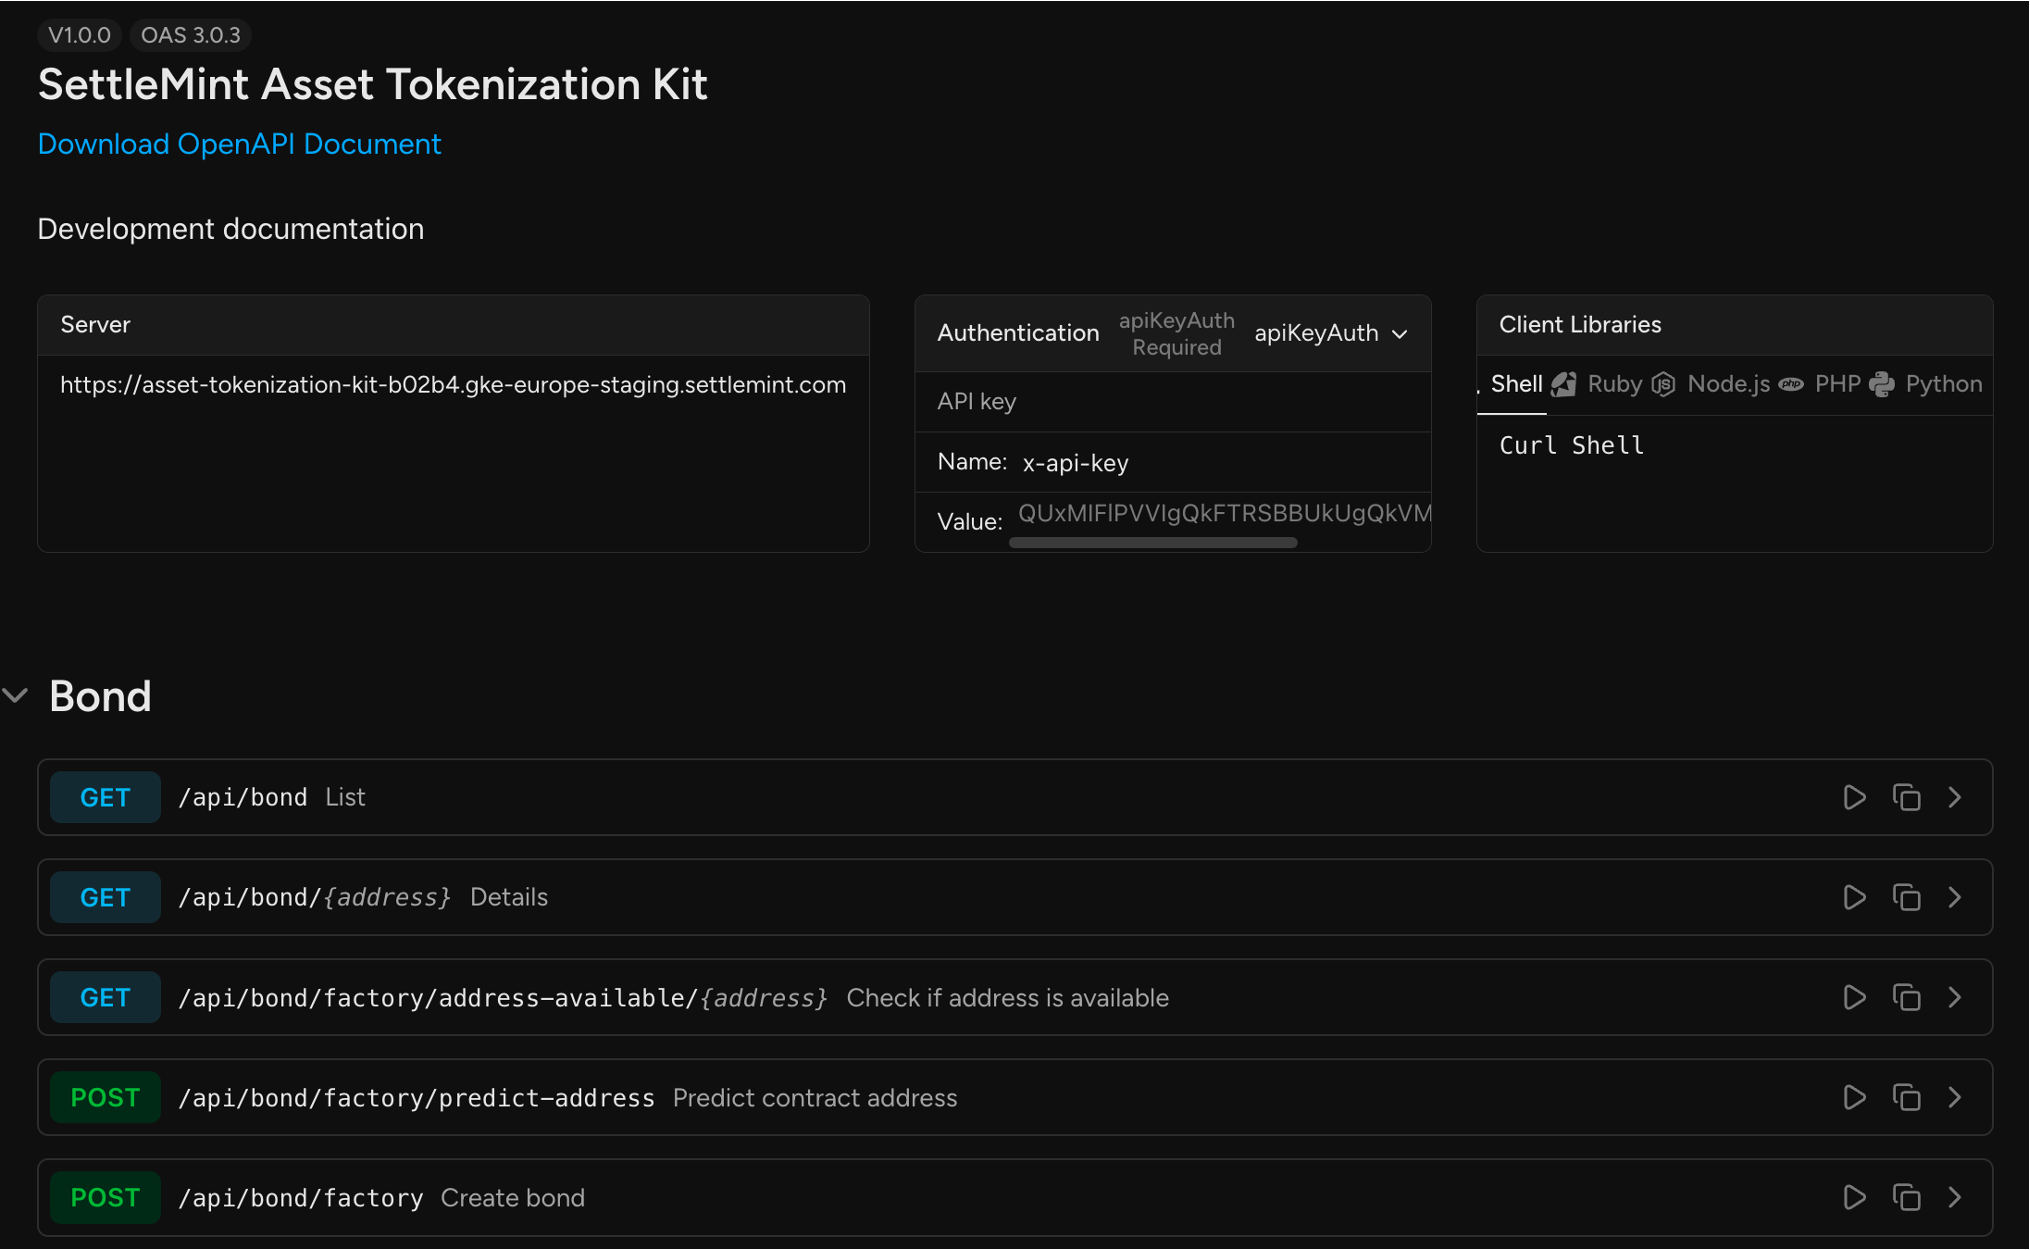 V1.0.0 OAS 3.0.3
SettleMint Asset Tokenization Kit
Download OpenAPI Document
Development documentation
Server
https://asset-tokenization-kit-b02b4.gke-europe-staging.settlemint.com
Authentication apiKeyAuth Required apiKeyAuth
API key
Name: x-api-key
Value: QUxMIFlPVVIgQkFTRSBBUkUgQkVM
Client Libraries
Shell Ruby Node.js PHP Python
Curl Shell
Bond
GET /api/bond List
GET /api/bond/{address} Details
GET /api/bond/factory/address-available/{address} Check if address is available
POST /api/bond/factory/predict-address Predict contract address
POST /api/bond/factory Create bond